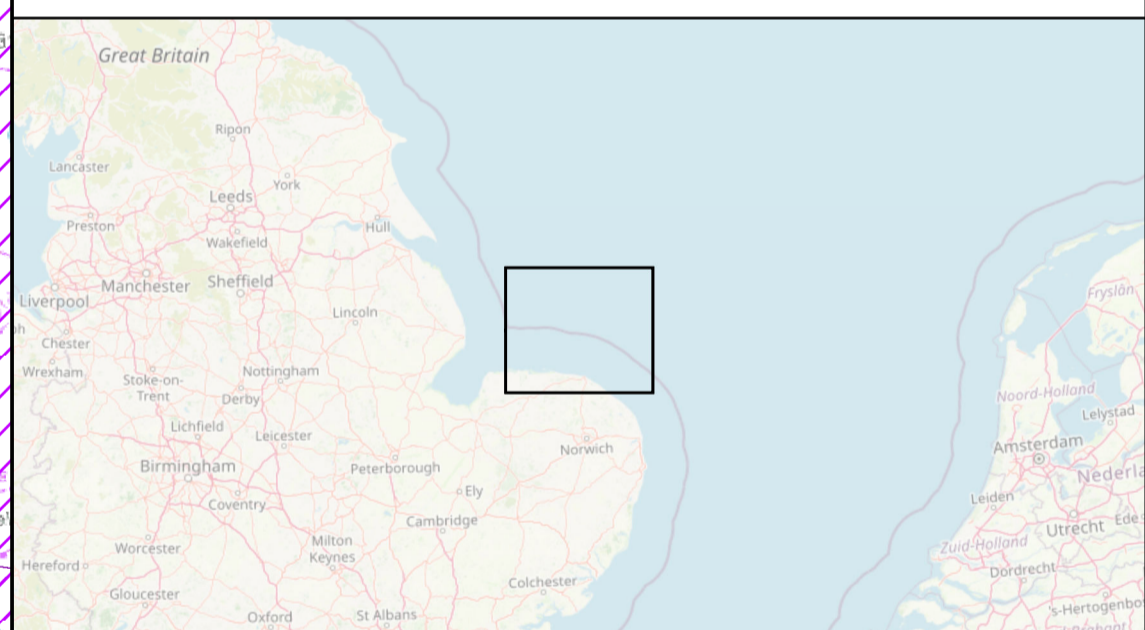 Great Britain
Ripon
Lancaster
York
Leeds
Preston
Hull
Wakefield
Manchester
Sheffield
Liverpool
Lincoln
Chester
Wrexham
Stoke-on-
Trent
Nottingham
Derby
Lichfield
Leicester
Norwich
Birmingham
Peterborough
Coventry
Ely
Cambridge
Worcester
Milton
Keynes
Hereford
Colchester
Gloucester
Oxford
St Albans
Fryslân
Noord-Holland
Lelystad
Amsterdam
Nederla
Leiden
Utrecht
Ede
Zuid-Holland
Dordrecht
's-Hertogenbo